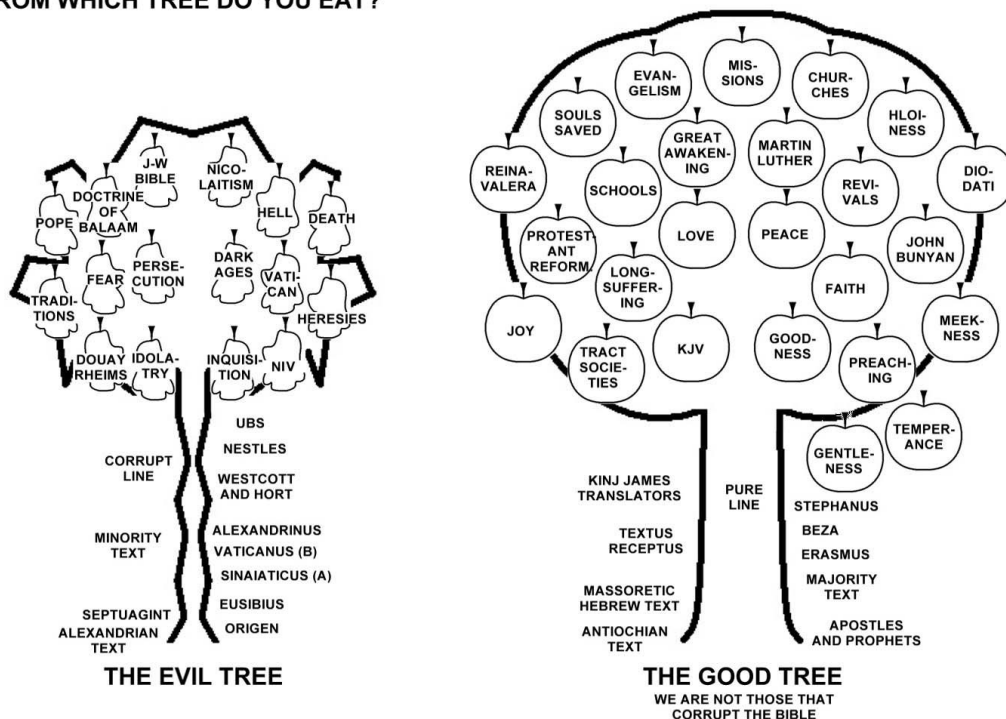 FROM WHICH TREE DO YOU EAT?
J-W
BIBLE
NICO-
LAITISM
DOCTRINE
OF
BALAAM
POPE
HELL
DEATH
FEAR
PERSE-
CUTION
DARK
AGES
VATI-
CAN
TRADI-
TIONS
HERESIES
DOUAY
RHEIMS
IDOLA-
TRY
INQUISI-
TION
NIV
CORRUPT
LINE
MINORITY
TEXT
SEPTUAGINT
ALEXANDRIAN
TEXT
UBS
NESTLES
WESTCOTT
AND HORT
ALEXANDRINUS
VATICANUS (B)
SINAIATICUS (A)
EUSIBIUS
ORIGEN
THE EVIL TREE
MIS-
SIONS
EVAN-
GELISM
CHUR-
CHES
SOULS
SAVED
HLOI-
NESS
GREAT
AWAKEN-
ING
MARTIN
LUTHER
REINA-
VALERA
SCHOOLS
REVI-
VALS
DIO-
DATI
PROTEST-
ANT
REFORM.
LOVE
PEACE
JOHN
BUNYAN
LONG-
SUFFER-
ING
FAITH
JOY
KJV
GOOD-
NESS
MEEK-
NESS
TRACT
SOCIE-
TIES
PREACH-
ING
TEMPER-
ANCE
GENTLE-
NESS
KINJ JAMES
TRANSLATORS
TEXTUS
RECEPTUS
MASSORETIC
HEBREW TEXT
ANTIOCHIAN
TEXT
PURE
LINE
STEPHANUS
BEZA
ERASMUS
MAJORITY
TEXT
APOSTLES
AND PROPHETS
THE GOOD TREE
WE ARE NOT THOSE THAT
CORRUPT THE BIBLE